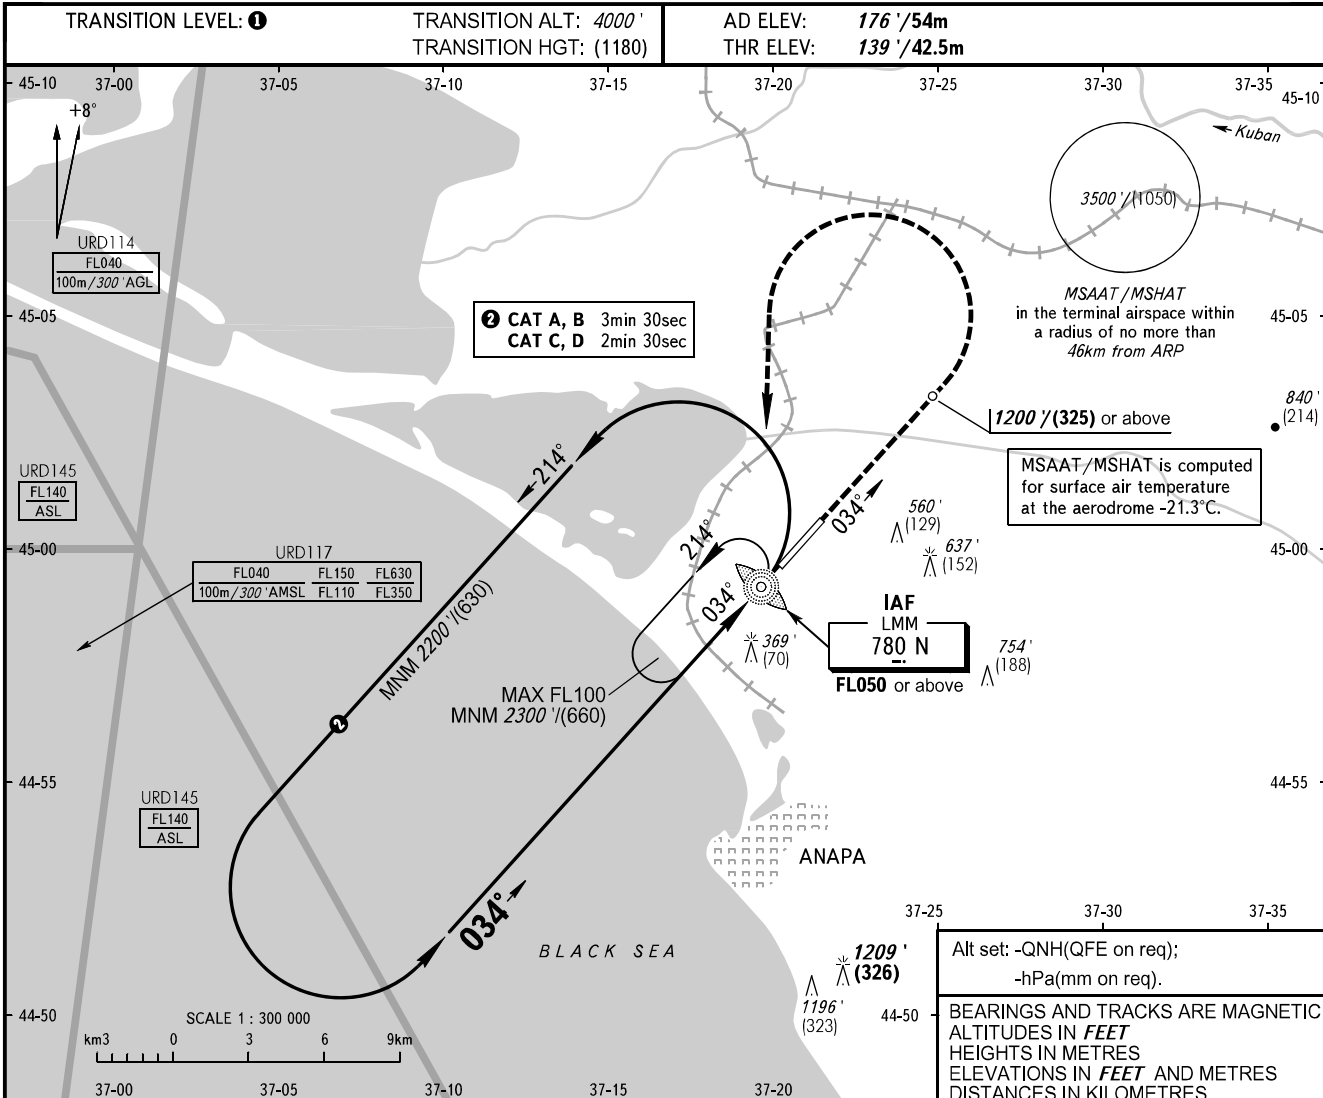 TRANSITION LEVEL: ❶
TRANSITION ALT: 4000 '
TRANSITION HGT: (1180)
AD ELEV: 176 '/54m
THR ELEV: 139 '/42.5m
45-10 37-00 37-05 37-10 37-15 37-20 37-25 37-30 37-35 45-10
+8°
Kuban
3500 '/(1050)
URD114
FL040
100m/300 'AGL
MSAAT/MSHAT
in the terminal airspace within
a radius of no more than
46km from ARP
45-05 45-05
❷ CAT A, B 3min 30sec
CAT C, D 2min 30sec
840 '
(214)
1200 '/(325) or above
MSAAT/MSHAT is computed
for surface air temperature
at the aerodrome -21.3°C.
214°
URD145
FL140
ASL
034°
560 '
(129)
637 '
(152)
214°
45-00 45-00
URD117
FL040 FL150 FL630
100m/300 'AMSL FL110 FL350
034°
IAF
LMM
780 N
FL050 or above
369 '
(70)
754 '
(188)
MNM 2200 '/(630)
MAX FL100
MNM 2300 '/(660)
❷
44-55 44-55
URD145
FL140
ASL
ANAPA
034°
BLACK SEA
37-25 37-30 37-35
1209 '
(326)
1196 '
(323)
44-50 44-50
Alt set: -QNH(QFE on req);
-hPa(mm on req).
BEARINGS AND TRACKS ARE MAGNETIC
ALTITUDES IN FEET
HEIGHTS IN METRES
ELEVATIONS IN FEET AND METRES
DISTANCES IN KILOMETRES
SCALE 1 : 300 000
km3 0 3 6 9km
37-00 37-05 37-10 37-15 37-20